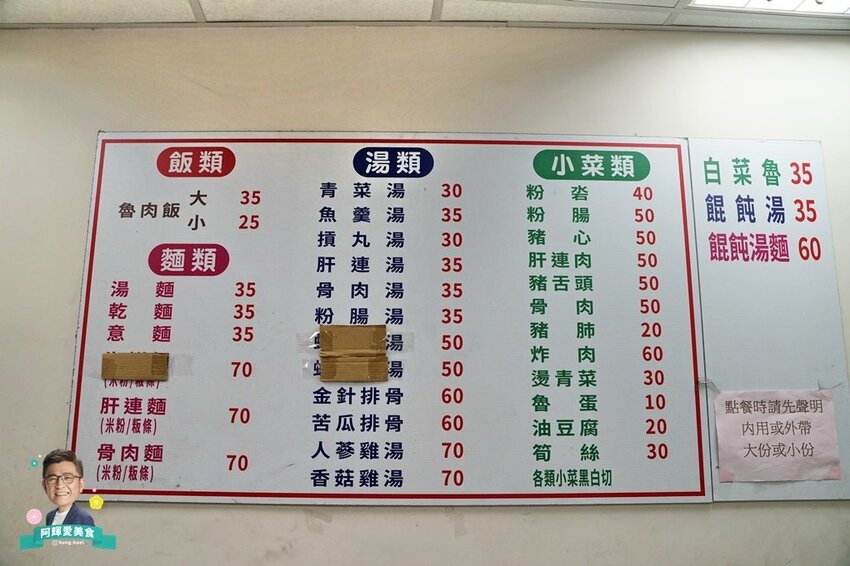 飯類
魯肉飯 大 35
小 25
麵類
湯麵 35
乾麵 35
意麵 35
70
(米粉/粄條)
肝連麵 70
(米粉/粄條)
骨肉麵 70
(米粉/粄條)
湯類
青菜湯 30
魚羹湯 35
摃丸湯 30
肝連湯 35
骨肉湯 35
粉腸湯 35
湯 50
湯 50
金針排骨 60
苦瓜排骨 60
人蔘雞湯 70
香菇雞湯 70
小菜類
粉沯 40
粉腸 50
豬心 50
肝連肉 50
豬舌頭 50
骨肉 50
豬肺 20
炸肉 60
燙青菜 30
魯蛋 10
油豆腐 20
筍絲 30
各類小菜黑白切
白菜魯 35
餛飩湯 35
餛飩湯麵 60
點餐時請先聲明
內用或外帶
大份或小份
阿輝愛美食